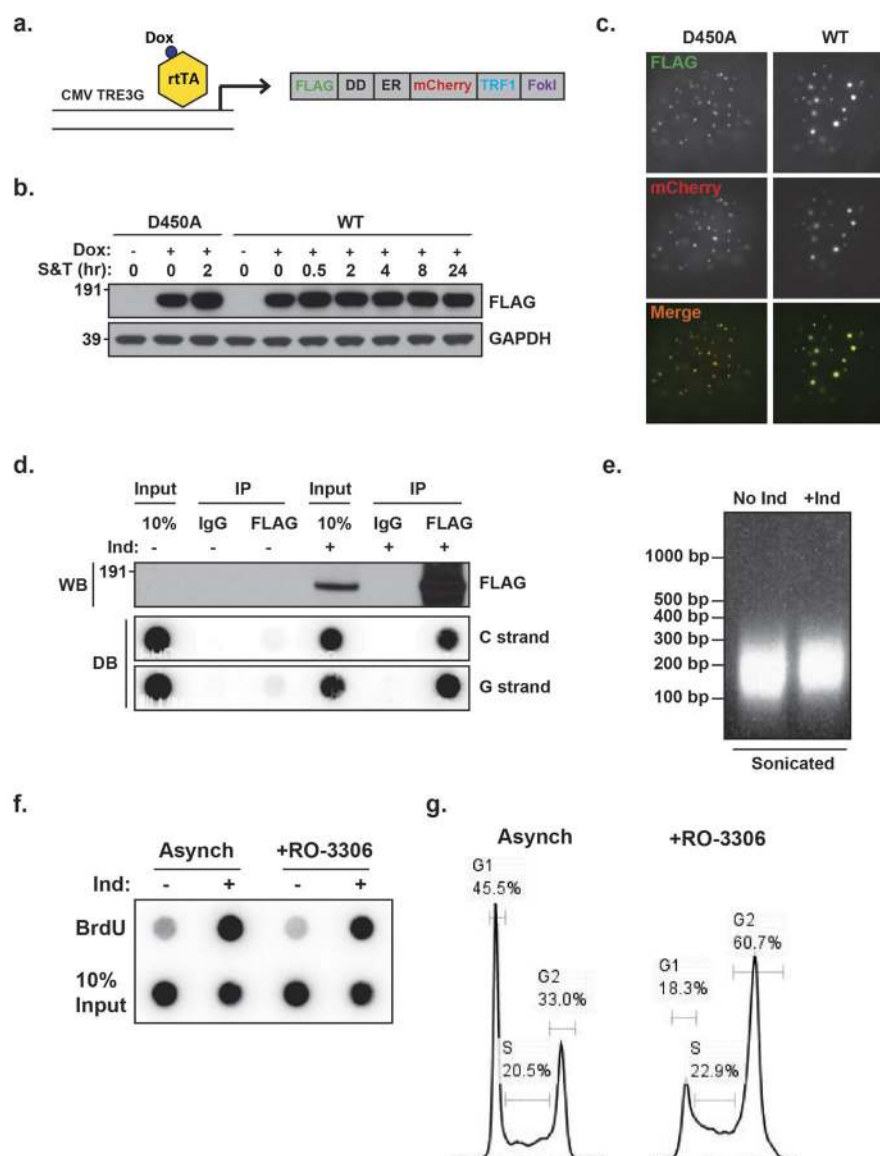 a.
Dox
rtTA
CMV TRE3G
FLAG DD ER mCherry TRF1 FokI
b.
D450A WT
Dox: - + + - + + + + + +
S&T (hr): 0 0 2 0 0 0.5 2 4 8 24
191 FLAG
39 GAPDH
c.
D450A WT
FLAG
mCherry
Merge
d.
Input IP Input IP
10% IgG FLAG 10% IgG FLAG
Ind: - - - + + +
WB 191 FLAG
DB C strand
G strand
e.
No Ind +Ind
1000 bp
500 bp
400 bp
300 bp
200 bp
100 bp
Sonicated
f.
Asynch +RO-3306
Ind: - + - +
BrdU
10%
Input
g.
Asynch +RO-3306
G1
45.5%
G2
33.0%
S
20.5%
G1
18.3%
G2
60.7%
S
22.9%